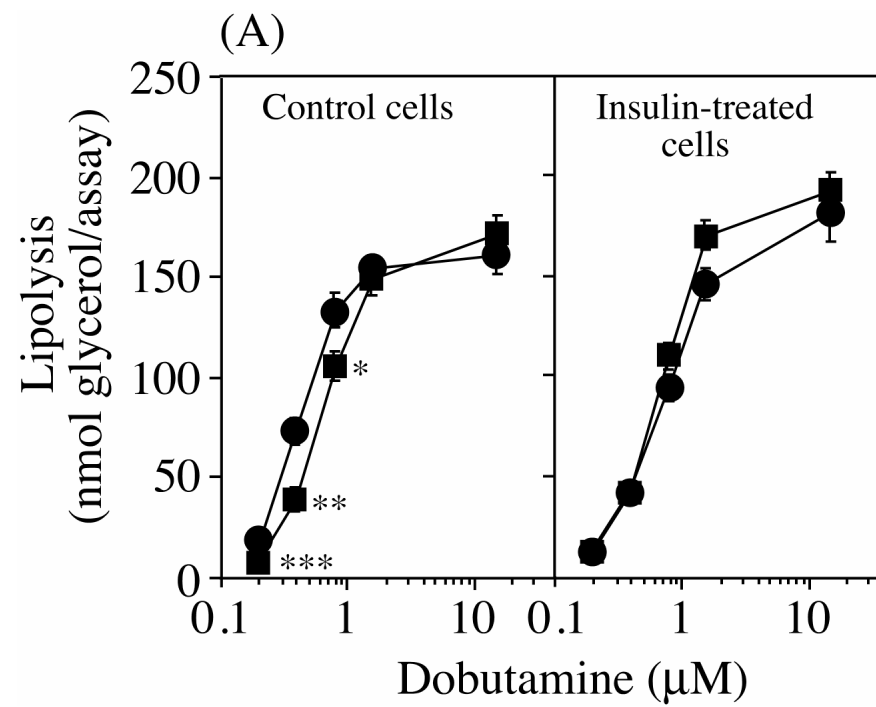 (A)
Control cells
Insulin-treated
cells
Lipolysis
(nmol glycerol/assay)
250
200
150
100
50
0
*
**
***
0.1 1 10 0.1 1 10
Dobutamine (μM)